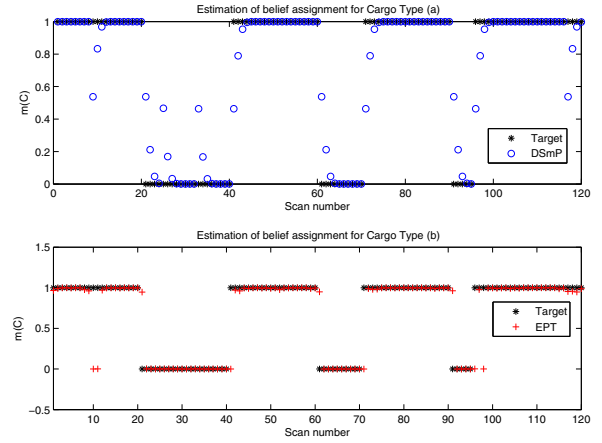 Estimation of belief assignment for Cargo Type (a)
1
0.8
0.6
0.4
0.2
0
m(C)
Target
DSmP
0 20 40 60 80 100 120
Scan number
Estimation of belief assignment for Cargo Type (b)
1.5
1
0.5
0
-0.5
m(C)
Target
EPT
10 20 30 40 50 60 70 80 90 100 110 120
Scan number